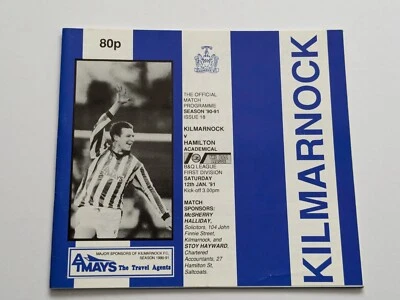 80p
THE OFFICIAL
MATCH
PROGRAMME
SEASON '90-91
ISSUE 18
KILMARNOCK
v
HAMILTON
ACADEMICAL
B&Q LEAGUE
FIRST DIVISION
SATURDAY
12th JAN. '91
Kick-off 3.00pm
MATCH
SPONSORS:
McSHERRY
HALLIDAY,
Solicitors, 104 John
Finnie Street,
Kilmarnock, and
STOY HAYWARD,
Chartered
Accountants, 27
Hamilton St,
Saltcoats.
KILMARNOCK
MAJOR SPONSORS OF KILMARNOCK F.C.
SEASON 1990-91
A.T. MAYS The Travel Agents